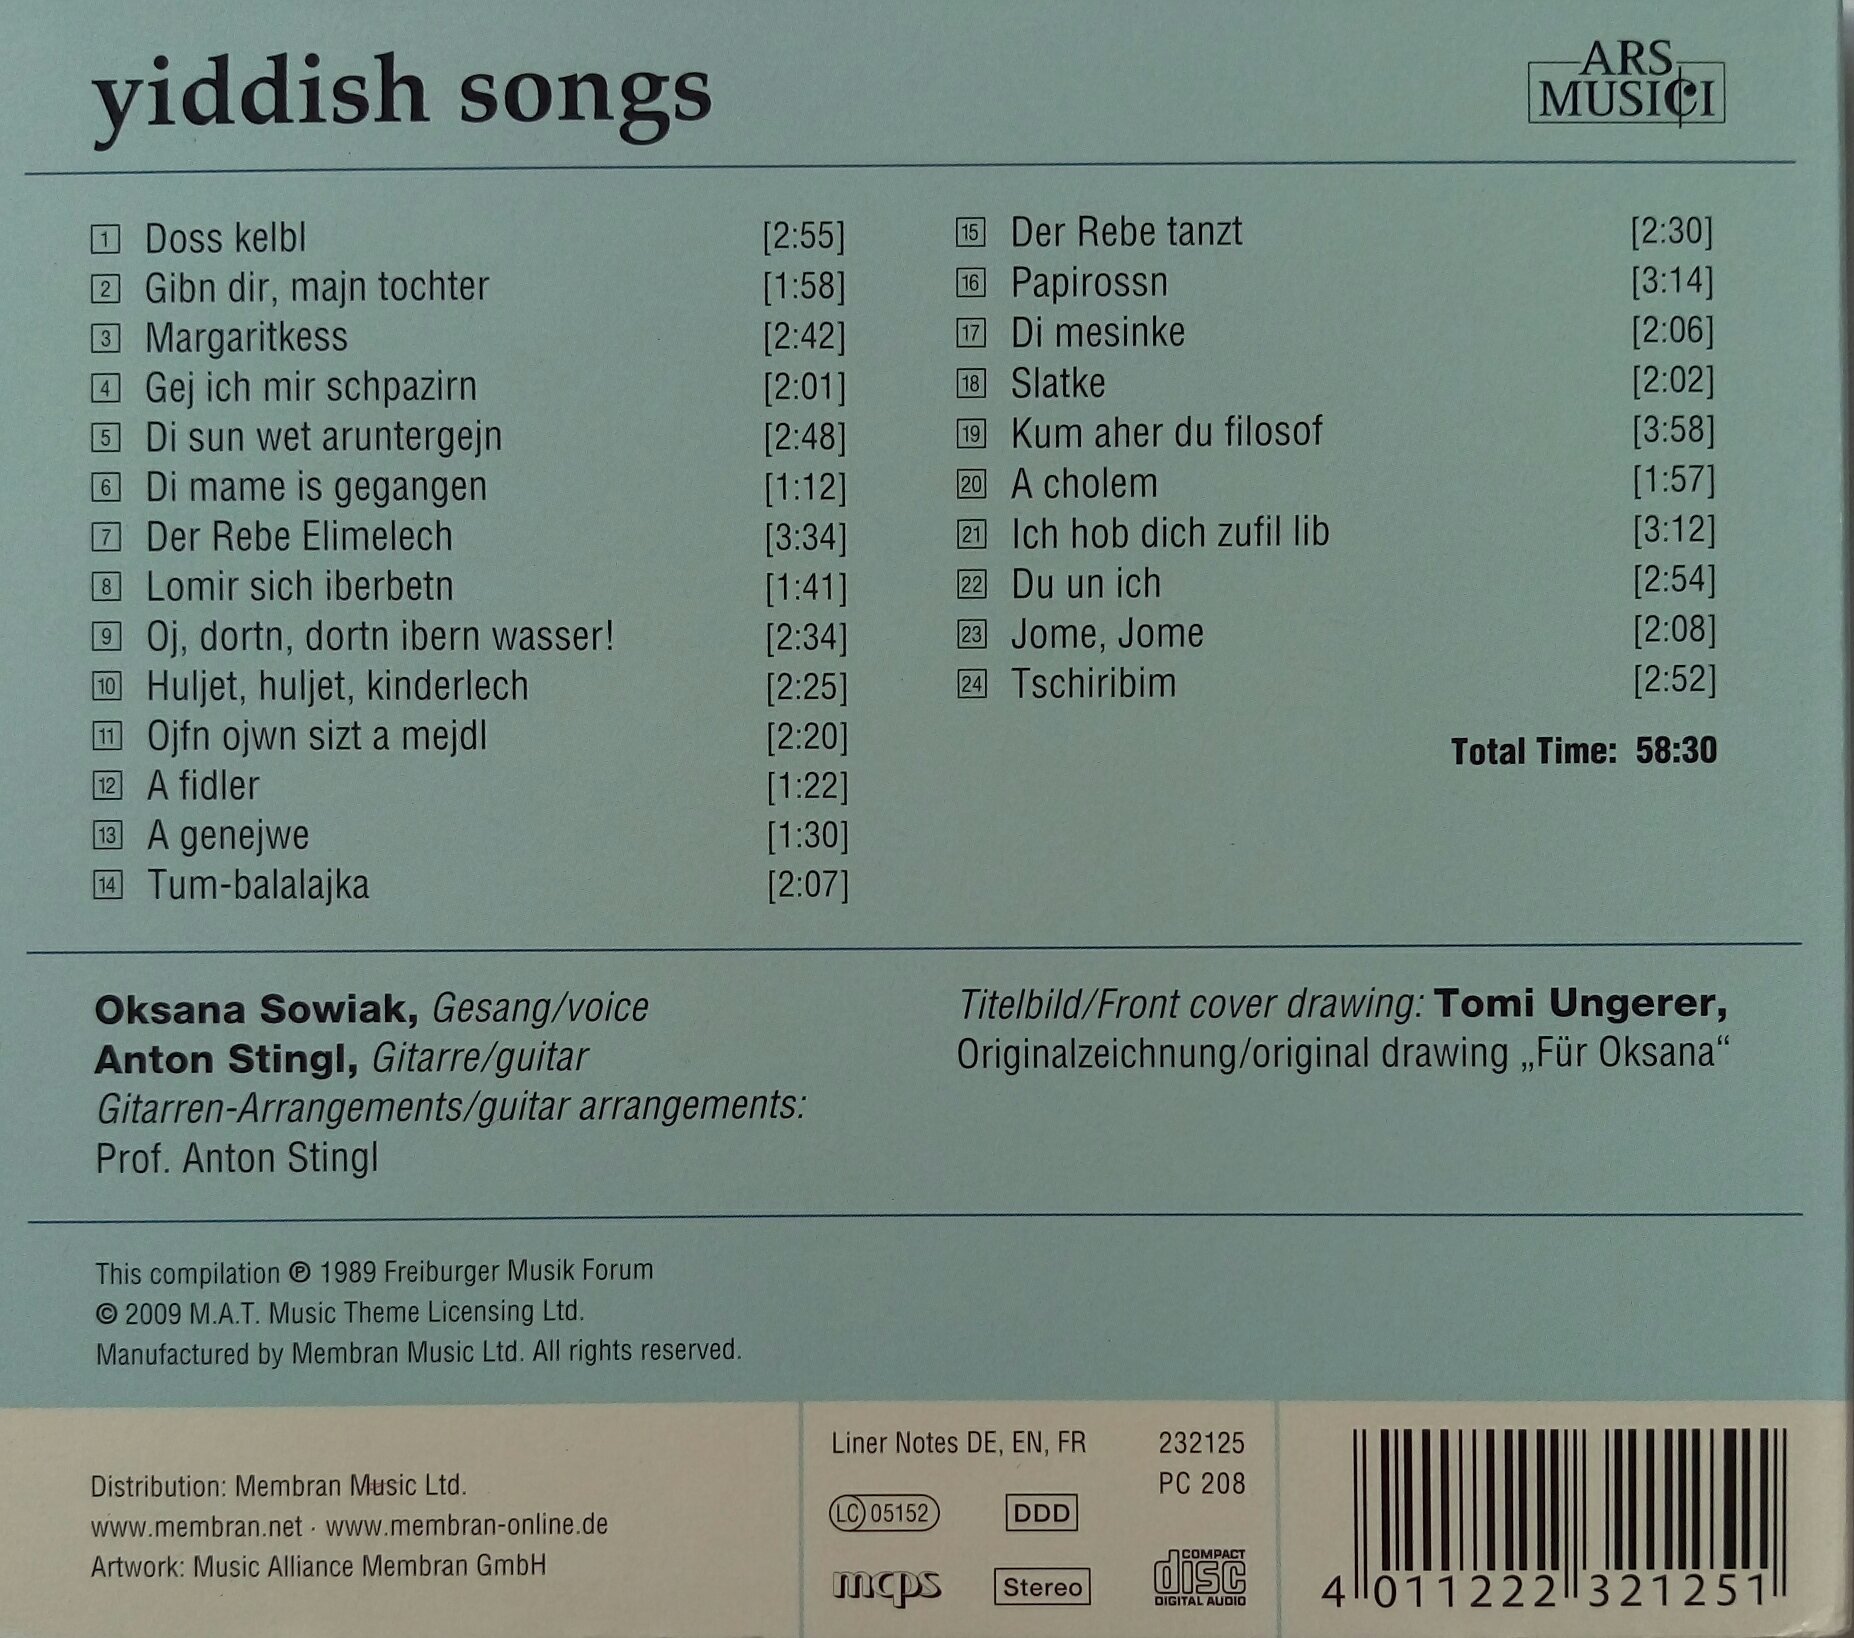 yiddish songs
ARS
MUSICI
1 Doss kelbl [2:55]
2 Gibn dir, majn tochter [1:58]
3 Margaritkess [2:42]
4 Gej ich mir schpazirn [2:01]
5 Di sun wet aruntergejn [2:48]
6 Di mame is gegangen [1:12]
7 Der Rebe Elimelech [3:34]
8 Lomir sich iberbetn [1:41]
9 Oj, dortn, dortn ibern wasser! [2:34]
10 Huljet, huljet, kinderlech [2:25]
11 Ojfn ojwn sizt a mejdl [2:20]
12 A fidler [1:22]
13 A genejwe [1:30]
14 Tum-balalajka [2:07]
15 Der Rebe tanzt [2:30]
16 Papirossn [3:14]
17 Di mesinke [2:06]
18 Slatke [2:02]
19 Kum aher du filosof [3:58]
20 A cholem [1:57]
21 Ich hob dich zufil lib [3:12]
22 Du un ich [2:54]
23 Jome, Jome [2:08]
24 Tschiribim [2:52]
Total Time: 58:30
Oksana Sowiak, Gesang/voice
Anton Stingl, Gitarre/guitar
Gitarren-Arrangements/guitar arrangements:
Prof. Anton Stingl
Titelbild/Front cover drawing: Tomi Ungerer,
Originalzeichnung/original drawing „Für Oksana“
This compilation ℗ 1989 Freiburger Musik Forum
© 2009 M.A.T. Music Theme Licensing Ltd.
Manufactured by Membran Music Ltd. All rights reserved.
Distribution: Membran Music Ltd.
www.membran.net · www.membran-online.de
Artwork: Music Alliance Membran GmbH
Liner Notes DE, EN, FR
232125
PC 208
LC 05152
DDD
mcps
Stereo
COMPACT
disc
DIGITAL AUDIO
4 011222 321251